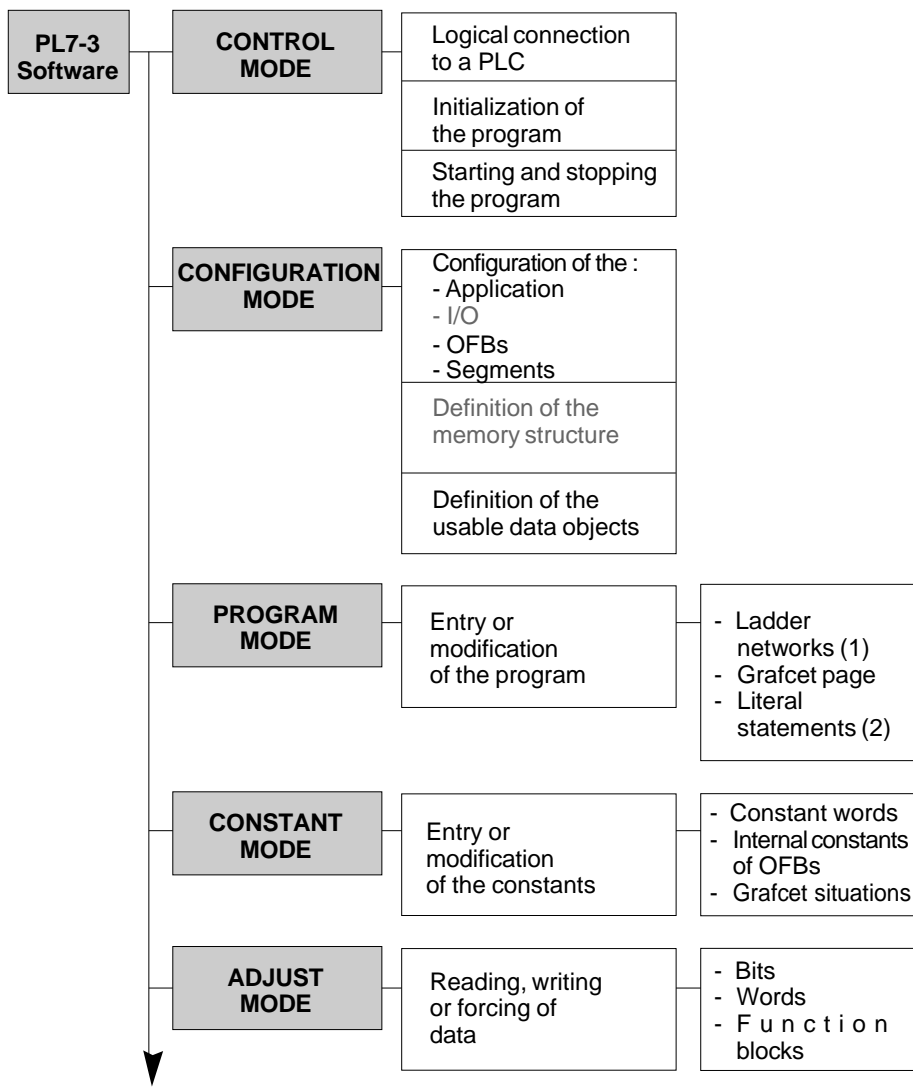 PL7-3
Software
CONTROL
MODE
Logical connection
to a PLC
Initialization of
the program
Starting and stopping
the program
CONFIGURATION
MODE
Configuration of the :
- Application
- I/O
- OFBs
- Segments
Definition of the
memory structure
Definition of the
usable data objects
PROGRAM
MODE
Entry or
modification
of the program
- Ladder
networks (1)
- Grafcet page
- Literal
statements (2)
CONSTANT
MODE
Entry or
modification
of the constants
- Constant words
- Internal constants
of OFBs
- Grafcet situations
ADJUST
MODE
Reading, writing
or forcing of
data
- Bits
- Words
- F u n c t i o n
blocks